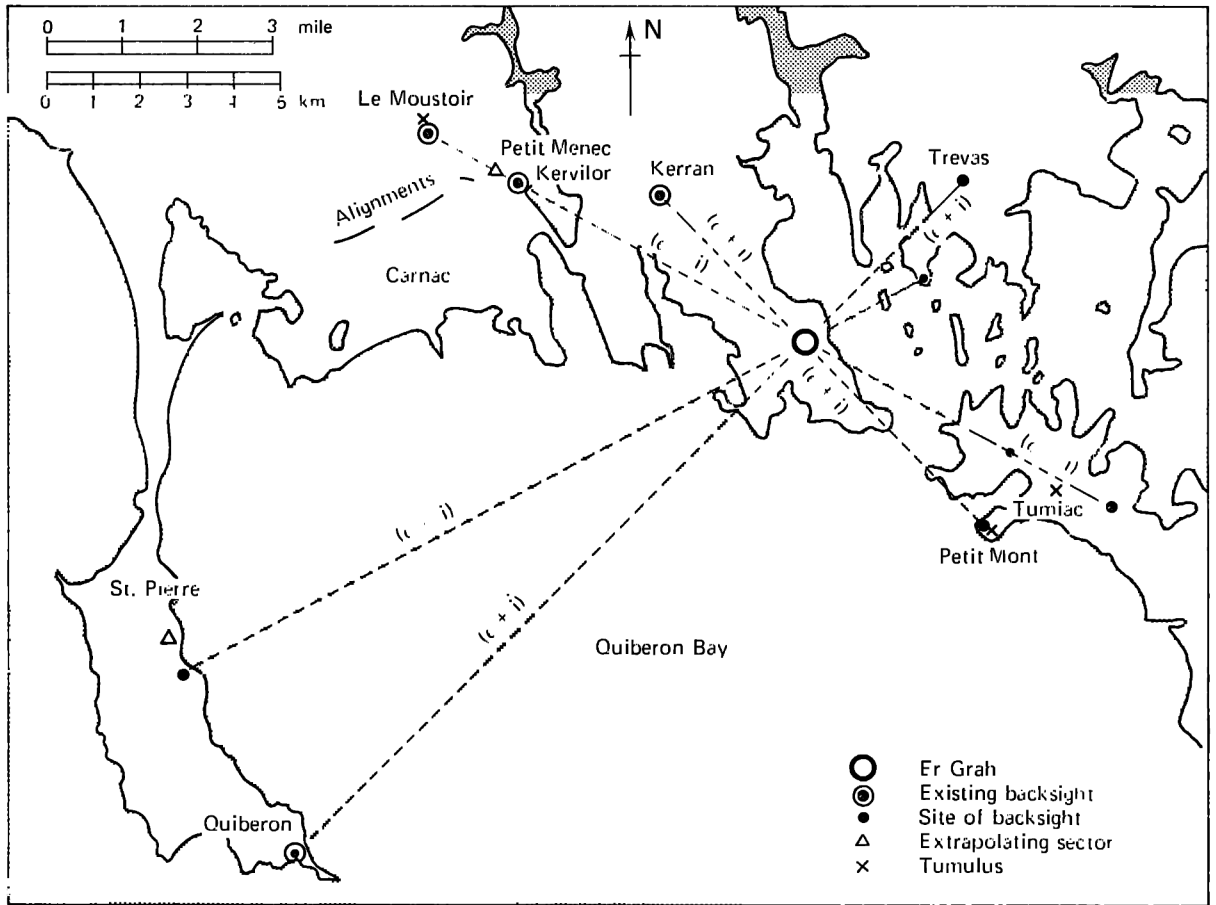 0 1 2 3 mile
0 1 2 3 4 5 km
N
Le Moustoir
Petit Menec
Kervilor
Kerran
Trevas
Alignments
Carnac
(ε + i)
(ε + i)
(ε + i)
Tumiac
Petit Mont
St. Pierre
(ε + i)
Quiberon Bay
Quiberon
Er Grah
Existing backsight
Site of backsight
Extrapolating sector
Tumulus